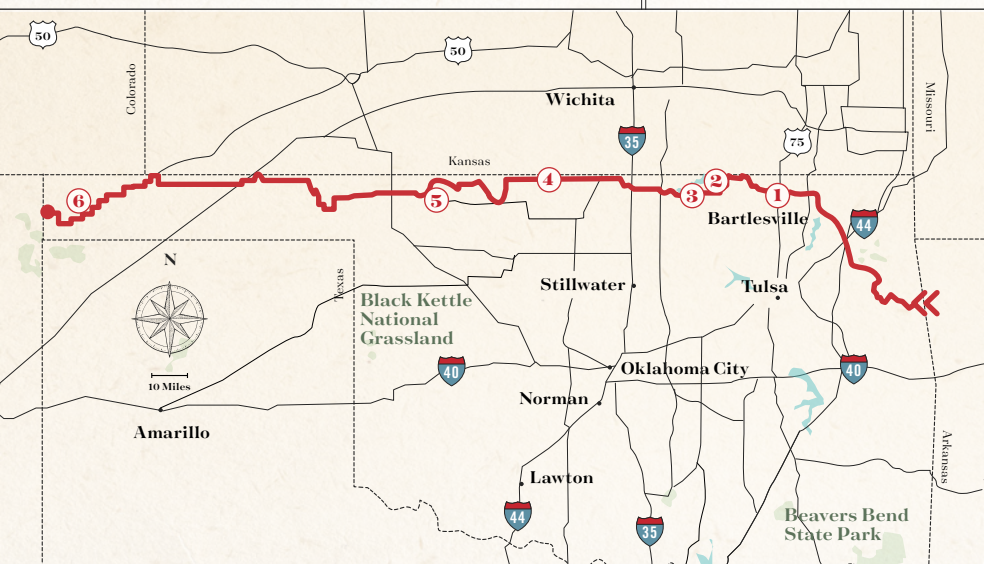 50
50
Colorado
Missouri
Wichita
35
75
Kansas
6
5
4
3
2
1
Bartlesville
44
N
Texas
Stillwater
Tulsa
Black Kettle
National
Grassland
10 Miles
40
Oklahoma City
40
Norman
Amarillo
Arkansas
Lawton
44
35
Beavers Bend
State Park